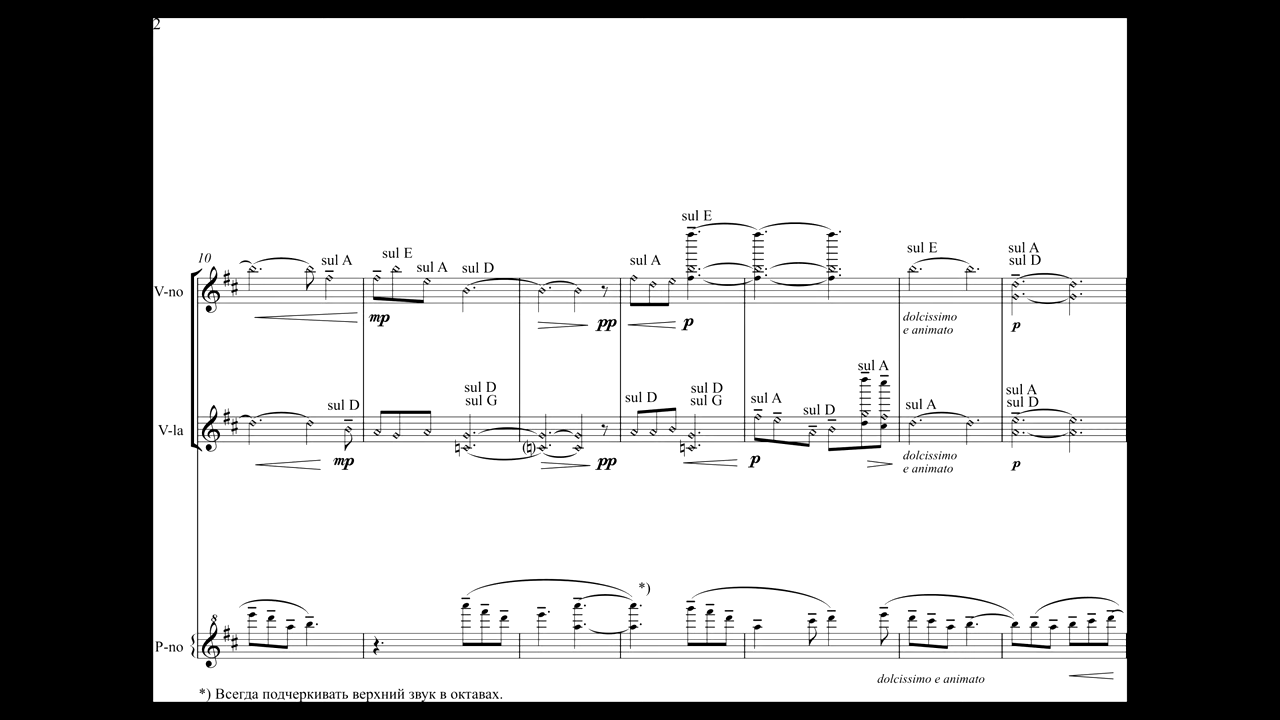 2
sul E
10
sul E
sul A
sul A
sul D
sul A
sul E
sul A
sul D
V-no
mp
pp
p
dolcissimo
e animato
p
sul D
sul D
sul G
sul D
sul D
sul G
sul A
sul D
sul A
sul A
sul A
sul D
V-la
mp
pp
p
dolcissimo
e animato
p
*)
8
P-no
dolcissimo e animato
*) Всегда подчеркивать верхний звук в октавах.